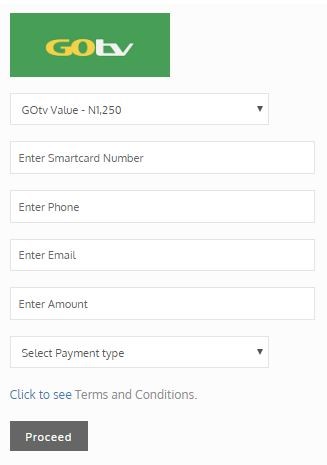 GOtv
GOtv Value - N1,250
Enter Smartcard Number
Enter Phone
Enter Email
Enter Amount
Select Payment type
Click to see Terms and Conditions.
Proceed